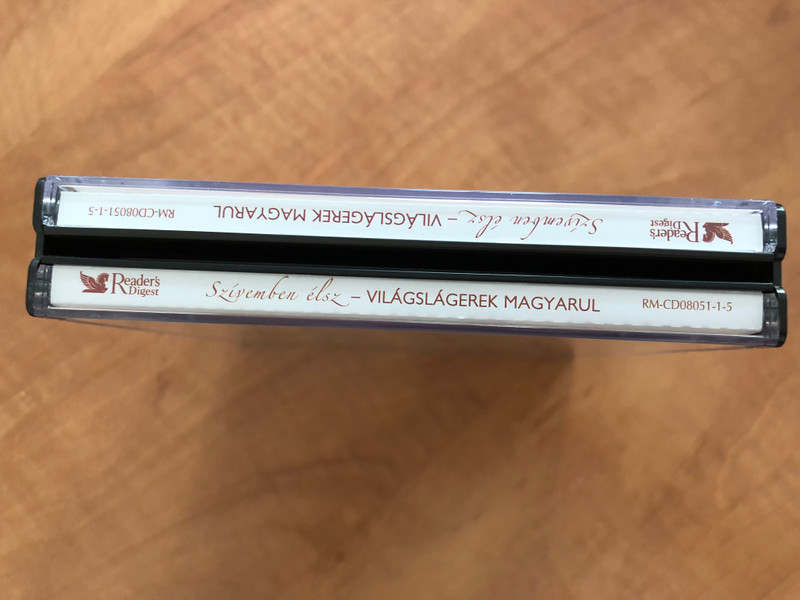 Reader's Digest Szívemben élsz – VILÁGSLÁGEREK MAGYARUL RM-CD08051-1-5
Reader's Digest Szívemben élsz – VILÁGSLÁGEREK MAGYARUL RM-CD08051-1-5